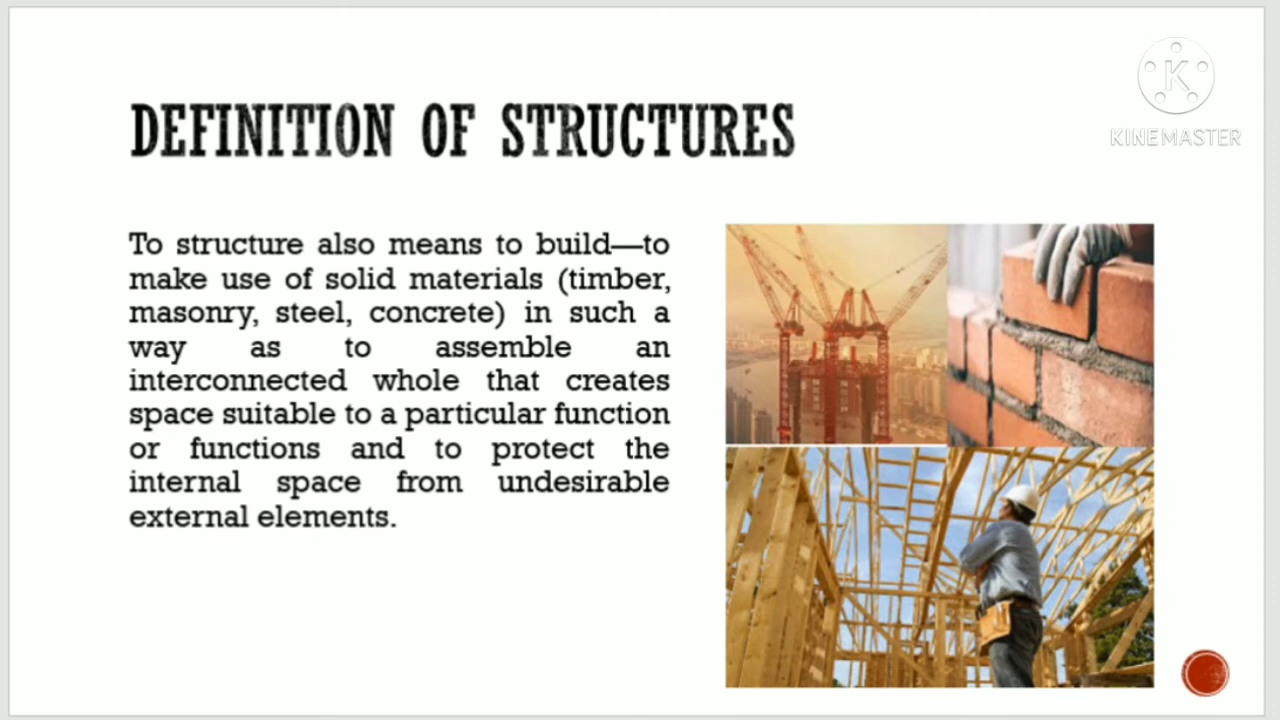 K
KINEMASTER
DEFINITION OF STRUCTURES
To structure also means to build—to
make use of solid materials (timber,
masonry, steel, concrete) in such a
way as to assemble an
interconnected whole that creates
space suitable to a particular function
or functions and to protect the
internal space from undesirable
external elements.